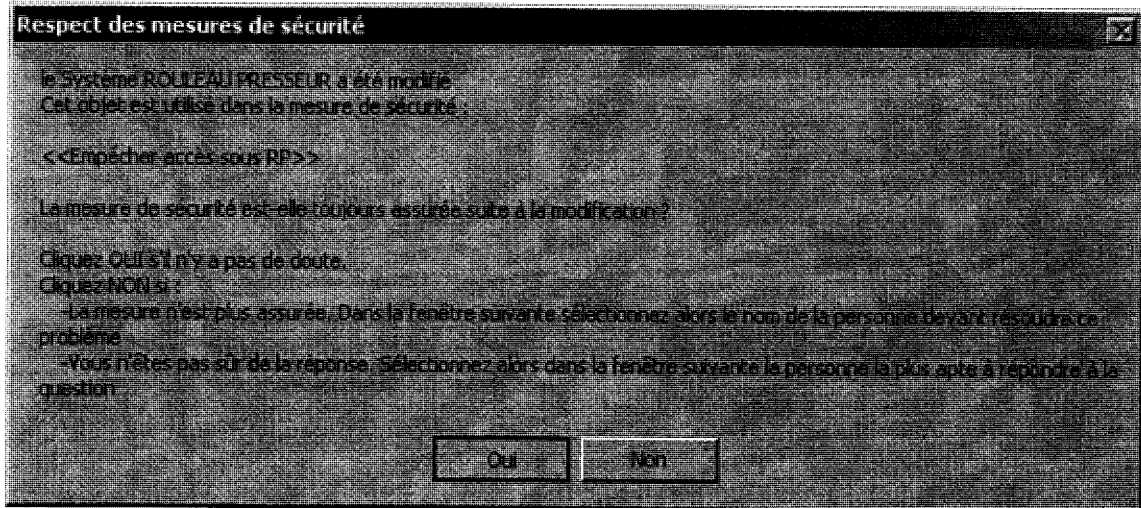 Respect des mesures de sécurité
le Système ROULEAU PRESSEUR a été modifié
Cet objet est utilisé dans la mesure de sécurité :
<<Empêcher accès sous RP>>
La mesure de sécurité est-elle toujours assurée suite à la modification ?
Cliquez OUI s'il n'y a pas de doute.
Cliquez NON si :
-La mesure n'est plus assurée. Dans la fenêtre suivante sélectionnez alors le nom de la personne devant résoudre ce
problème
-Vous n'êtes pas sûr de la réponse. Sélectionnez alors dans la fenêtre suivante la personne la plus apte à répondre à la
question
Oui
Non